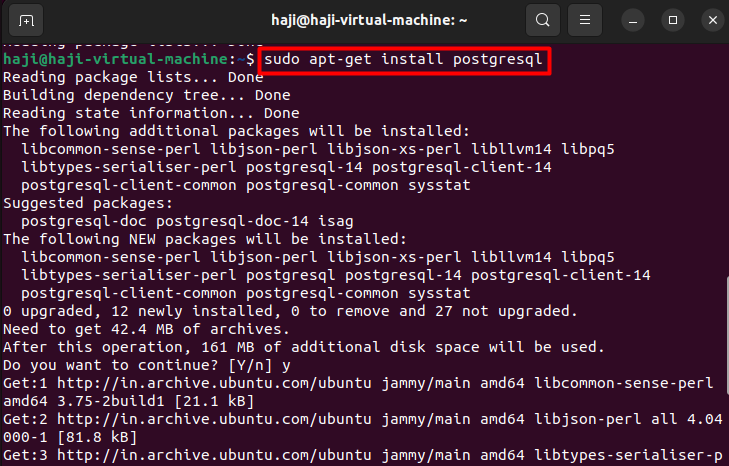 haji@haji-virtual-machine: ~
haji@haji-virtual-machine:~$ sudo apt-get install postgresql
Reading package lists... Done
Building dependency tree... Done
Reading state information... Done
The following additional packages will be installed:
  libcommon-sense-perl libjson-perl libjson-xs-perl libllvm14 libpq5
  libtypes-serialiser-perl postgresql-14 postgresql-client-14
  postgresql-client-common postgresql-common sysstat
Suggested packages:
  postgresql-doc postgresql-doc-14 isag
The following NEW packages will be installed:
  libcommon-sense-perl libjson-perl libjson-xs-perl libllvm14 libpq5
  libtypes-serialiser-perl postgresql postgresql-14 postgresql-client-14
  postgresql-client-common postgresql-common sysstat
0 upgraded, 12 newly installed, 0 to remove and 27 not upgraded.
Need to get 42.4 MB of archives.
After this operation, 161 MB of additional disk space will be used.
Do you want to continue? [Y/n] y
Get:1 http://in.archive.ubuntu.com/ubuntu jammy/main amd64 libcommon-sense-perl
amd64 3.75-2build1 [21.1 kB]
Get:2 http://in.archive.ubuntu.com/ubuntu jammy/main amd64 libjson-perl all 4.04
000-1 [81.8 kB]
Get:3 http://in.archive.ubuntu.com/ubuntu jammy/main amd64 libtypes-serialiser-p